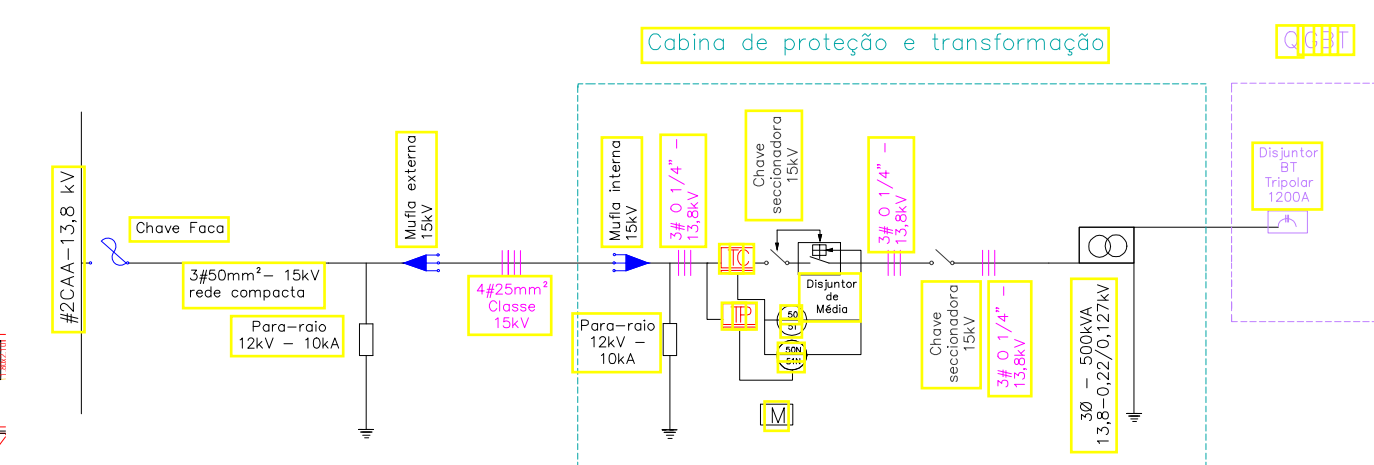 Cabina de proteção e transformação
QGBT
#2CAA-13,8 kV
Chave Faca
3#50mm²- 15kV
rede compacta
Para-raio
12kV - 10kA
Mufla externa
15kV
4#25mm²
Classe
15kV
Mufla interna
15kV
Para-raio
12kV -
10kA
3# O 1/4" -
13,8kV
TC
TP
Chave
seccionadora
15kV
Disjuntor
de
Média
50
51
50N
51N
M
3# O 1/4" -
13,8kV
Chave
seccionadora
15kV
3# O 1/4" -
13,8kV
3Ø - 500kVA
13,8-0,22/0,127kV
Disjuntor
BT
Tripolar
1200A